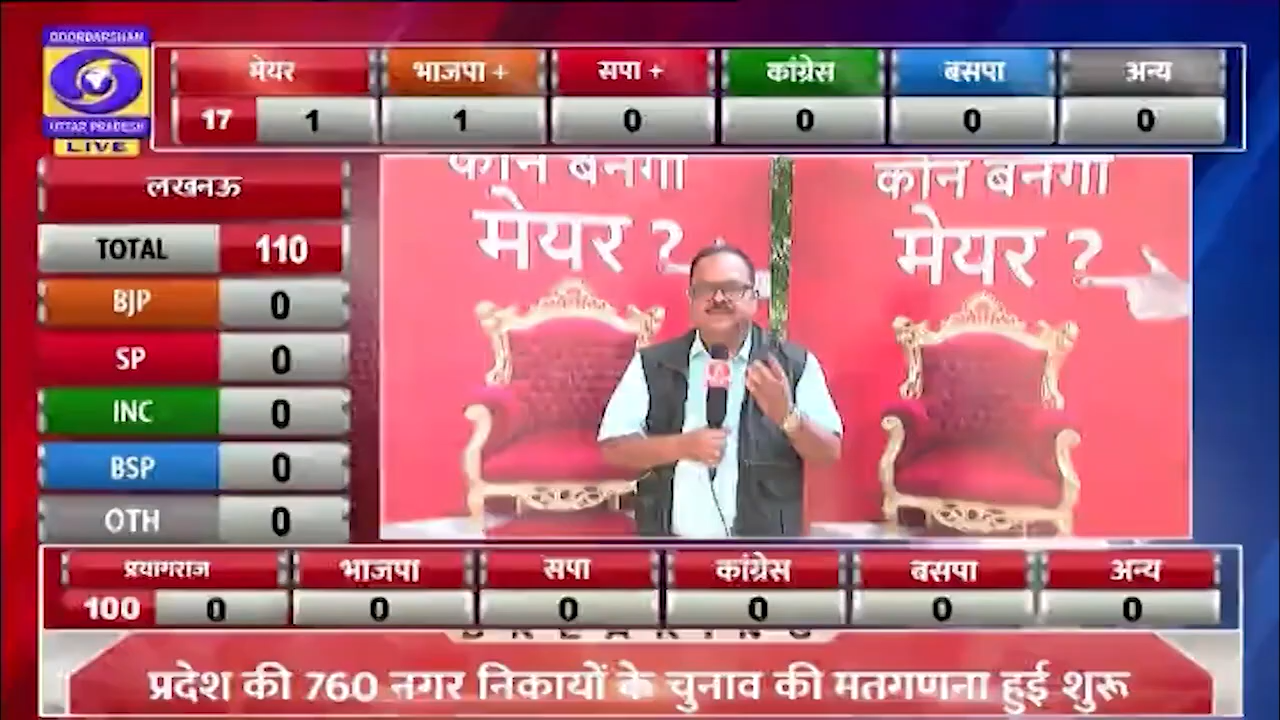 DOORDARSHAN
UTTAR PRADESH
LIVE
मेयर भाजपा + सपा + कांग्रेस बसपा अन्य
17 1 1 0 0 0 0
लखनऊ
TOTAL 110
BJP 0
SP 0
INC 0
BSP 0
OTH 0
कौन बनेगा
मेयर ?
कौन बनेगा
मेयर ?
प्रयागराज भाजपा सपा कांग्रेस बसपा अन्य
100 0 0 0 0 0 0
BREAKING
प्रदेश की 760 नगर निकायों के चुनाव की मतगणना हुई शुरू